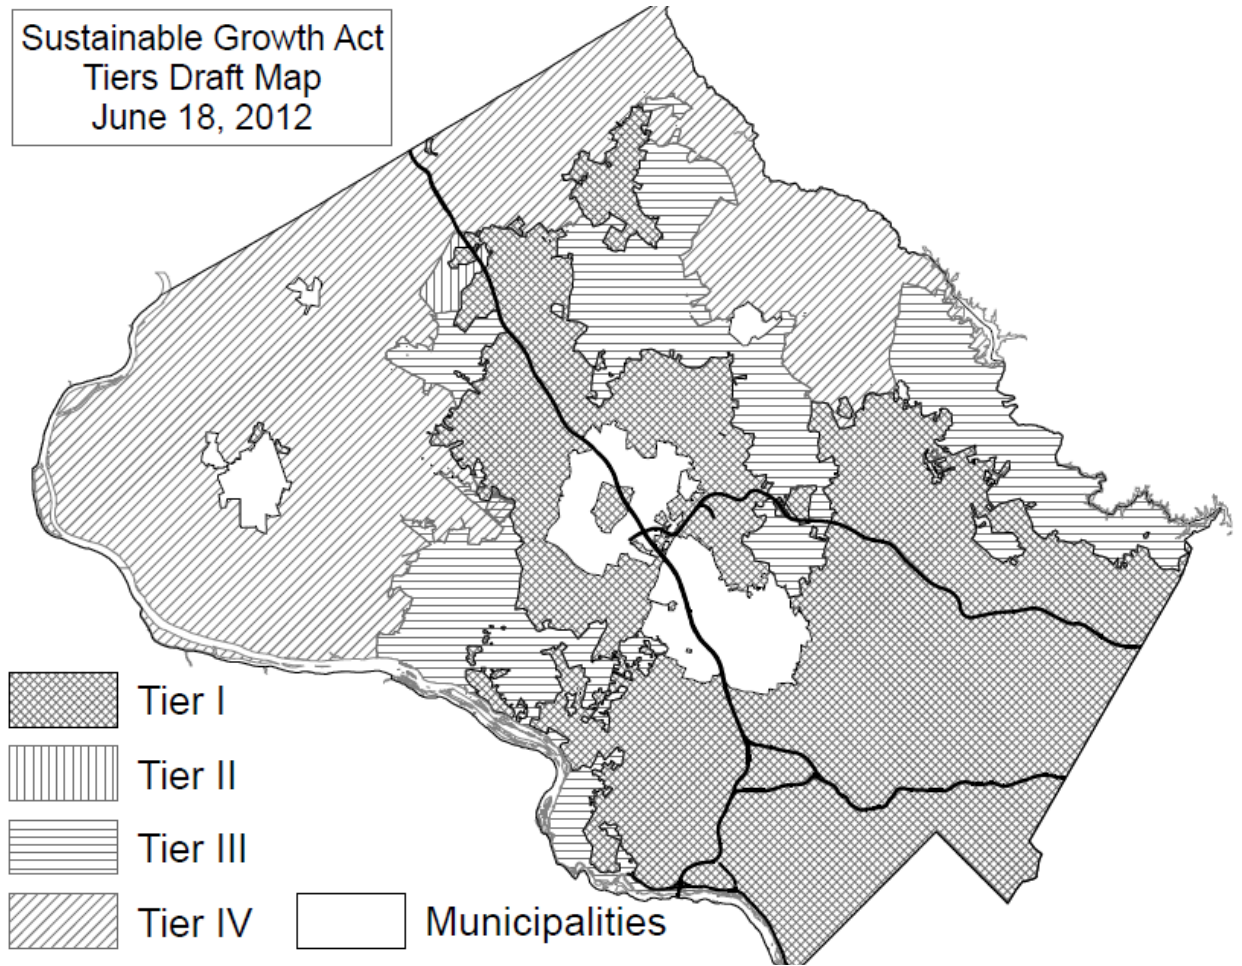 Sustainable Growth Act
Tiers Draft Map
June 18, 2012
Tier I
Tier II
Tier III
Tier IV
Municipalities